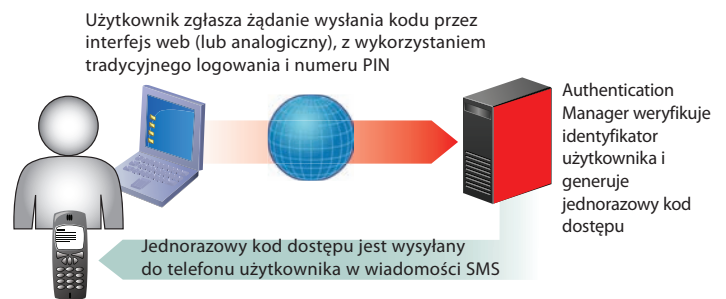 Użytkownik zgłasza żądanie wysłania kodu przez
interfejs web (lub analogiczny), z wykorzystaniem
tradycyjnego logowania i numeru PIN
Authentication
Manager weryfikuje
identyfikator
użytkownika i
generuje
jednorazowy kod
dostępu
Jednorazowy kod dostępu jest wysyłany
do telefonu użytkownika w wiadomości SMS